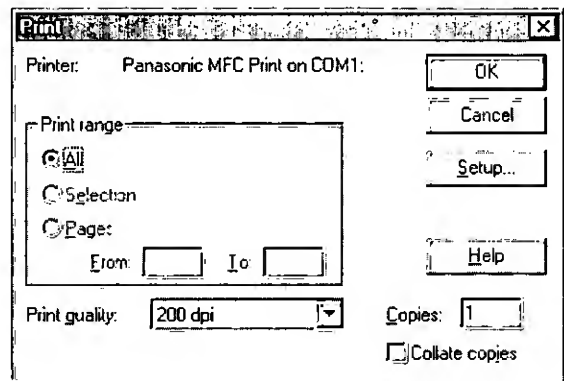 Print
Printer: Panasonic MFC Print on COM1:
OK
Cancel
Setup...
Help
Print range
All
Selection
Pages
From: To:
Print quality: 200 dpi
Copies: 1
Collate copies